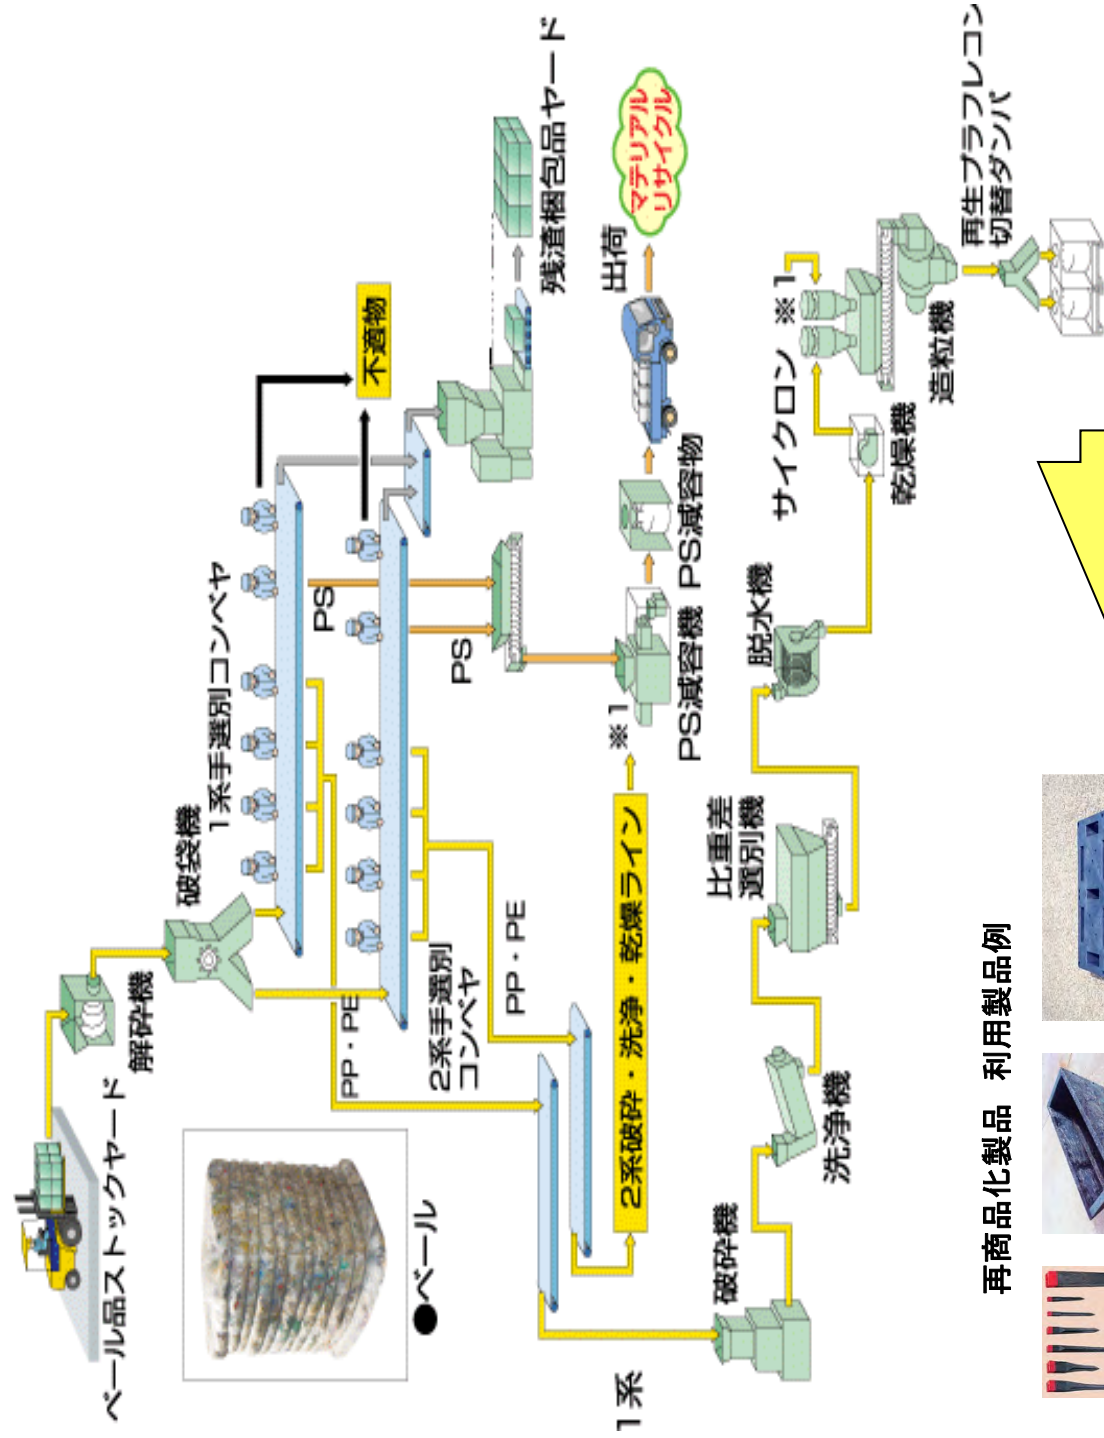 ベール品ストックヤード
解砕機
破袋機
1系手選別コンベヤ
不適物
残渣梱包品ヤード
PS
PP・PE
2系手選別
コンベヤ
PP・PE
PS
●ベール
2系破砕・洗浄・乾燥ライン
※1
PS減容機
PS減容物
出荷
マテリアル
リサイクル
1系
破砕機
洗浄機
比重差
選別機
脱水機
乾燥機
サイクロン
※1
造粒機
再生プラフレコン
切替ダンパ
再商品化製品 利用製品例